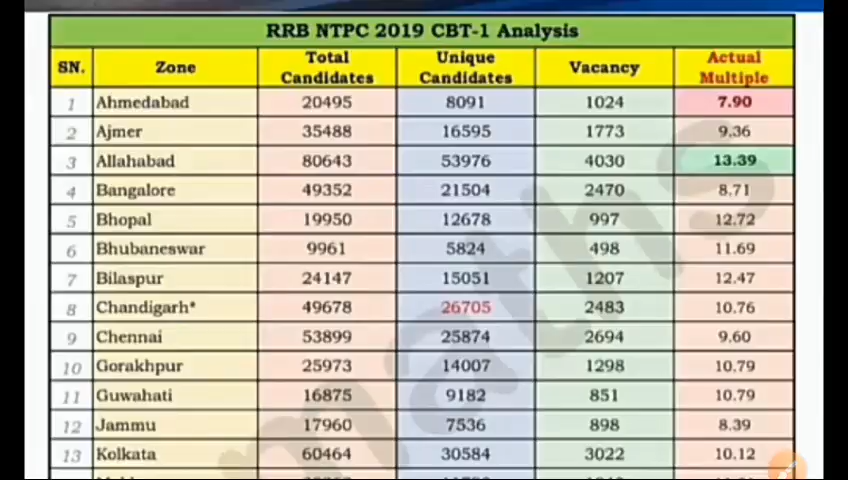 RRB NTPC 2019 CBT-1 Analysis
SN. Zone Total Candidates Unique Candidates Vacancy Actual Multiple
1 Ahmedabad 20495 8091 1024 7.90
2 Ajmer 35488 16595 1773 9.36
3 Allahabad 80643 53976 4030 13.39
4 Bangalore 49352 21504 2470 8.71
5 Bhopal 19950 12678 997 12.72
6 Bhubaneswar 9961 5824 498 11.69
7 Bilaspur 24147 15051 1207 12.47
8 Chandigarh* 49678 26705 2483 10.76
9 Chennai 53899 25874 2694 9.60
10 Gorakhpur 25973 14007 1298 10.79
11 Guwahati 16875 9182 851 10.79
12 Jammu 17960 7536 898 8.39
13 Kolkata 60464 30584 3022 10.12
maths